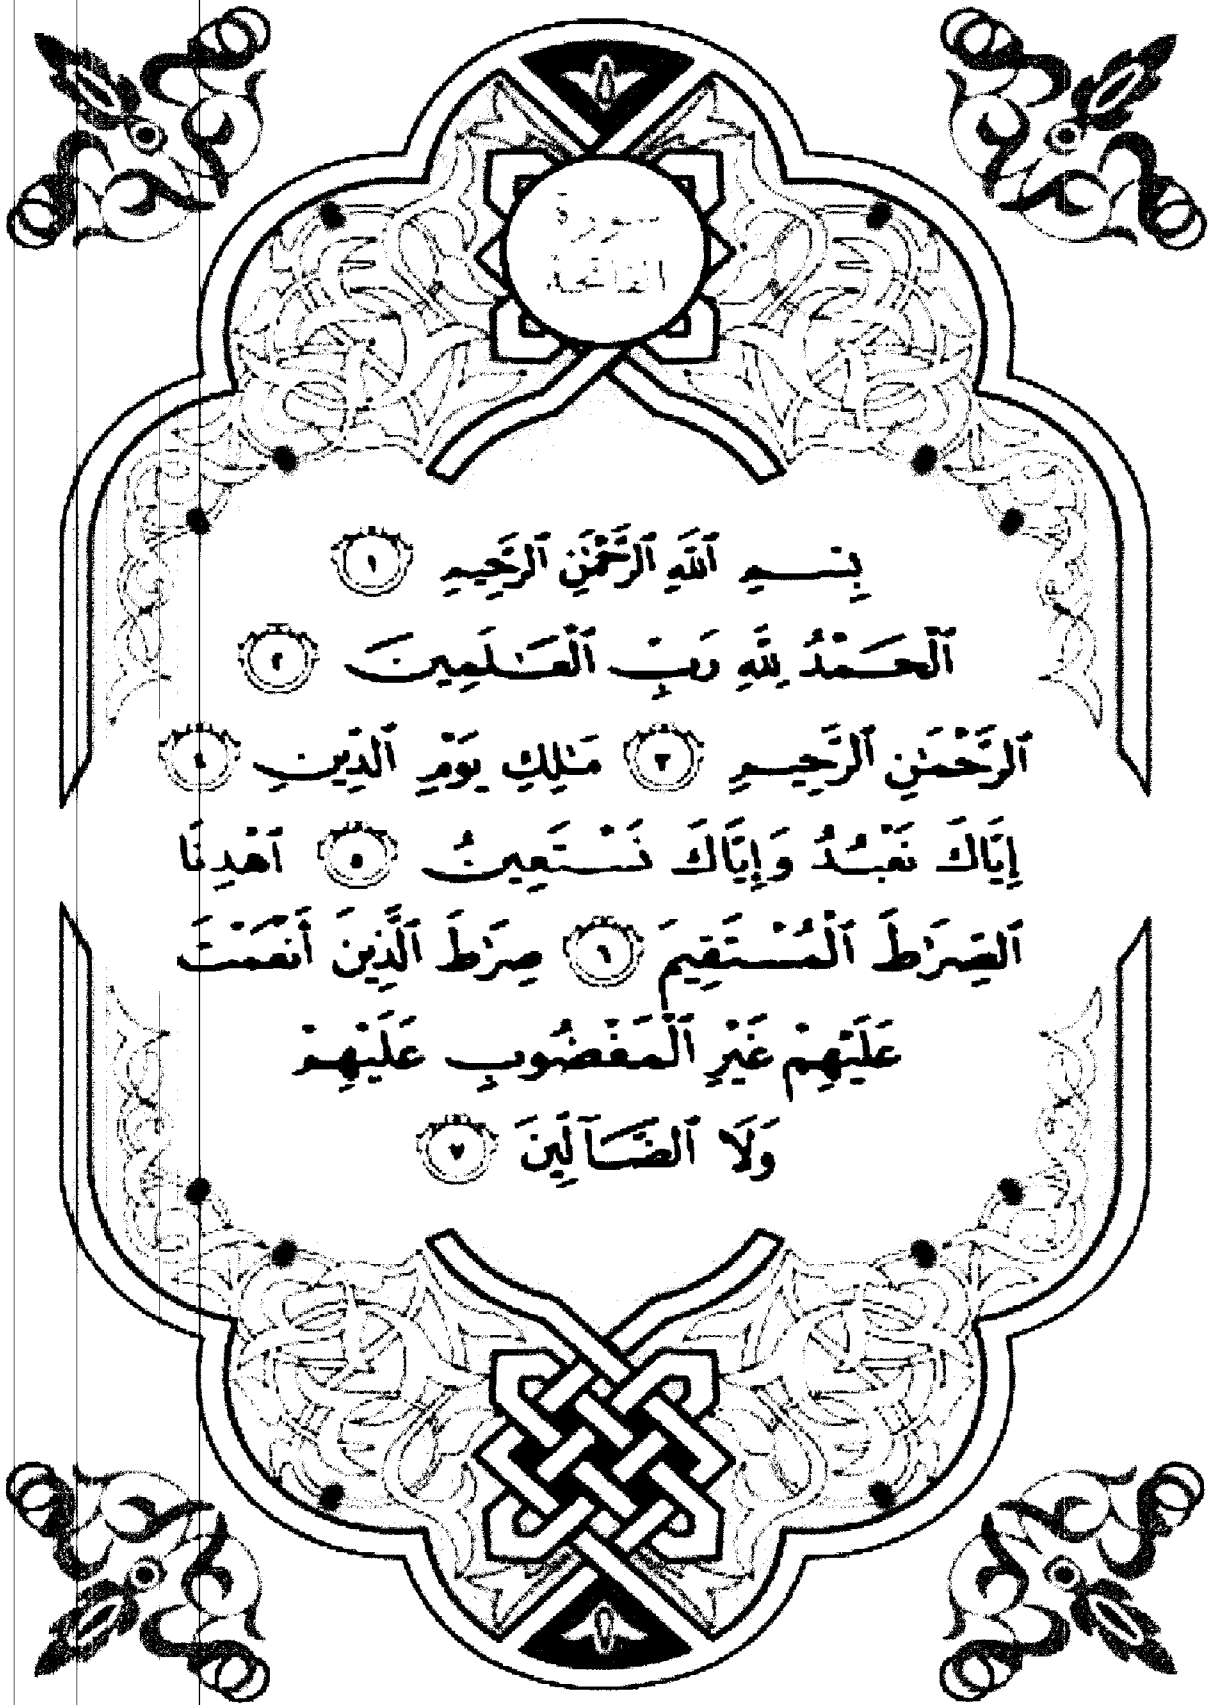 سورة
الفاتحة
بِسْمِ ٱللَّهِ ٱلرَّحْمَٰنِ ٱلرَّحِيمِ ١
ٱلْحَمْدُ لِلَّهِ رَبِّ ٱلْعَٰلَمِينَ ٢
ٱلرَّحْمَٰنِ ٱلرَّحِيمِ ٣ مَٰلِكِ يَوْمِ ٱلدِّينِ ٤
إِيَّاكَ نَعْبُدُ وَإِيَّاكَ نَسْتَعِينُ ٥ ٱهْدِنَا
ٱلصِّرَٰطَ ٱلْمُسْتَقِيمَ ٦ صِرَٰطَ ٱلَّذِينَ أَنْعَمْتَ
عَلَيْهِمْ غَيْرِ ٱلْمَغْضُوبِ عَلَيْهِمْ
وَلَا ٱلضَّآلِّينَ ٧